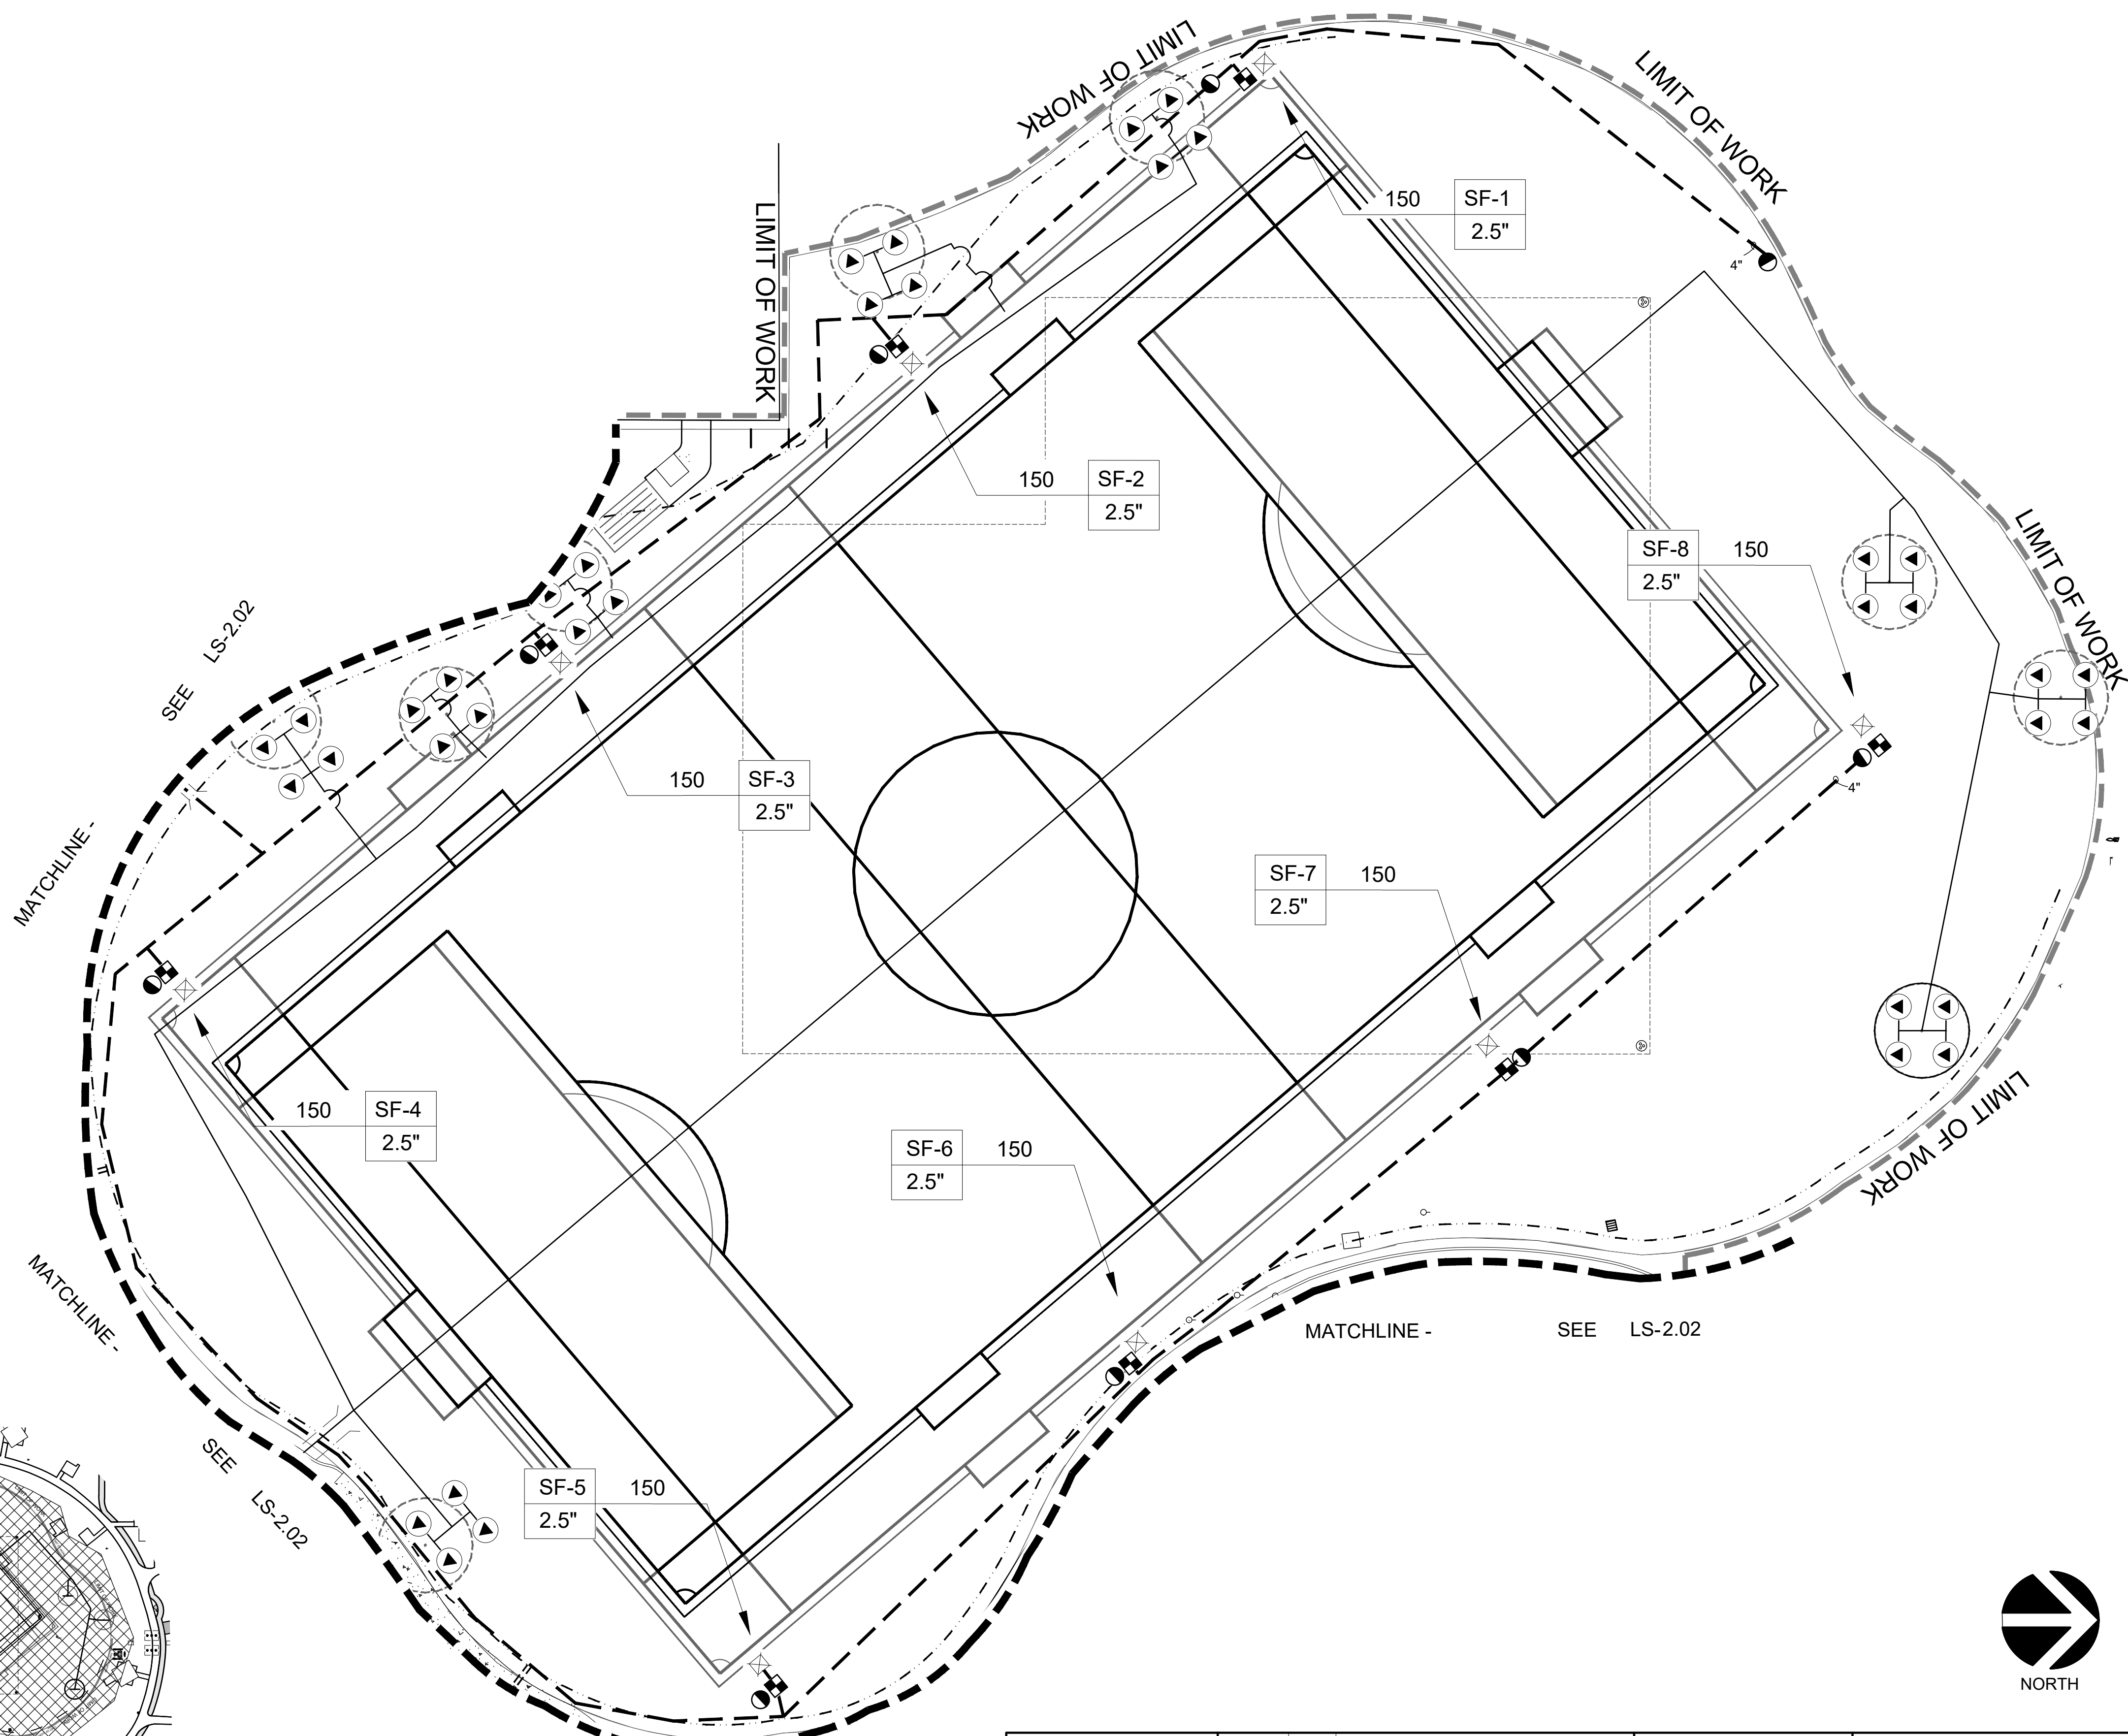 LIMIT OF WORK
LIMIT OF WORK
LIMIT OF WORK
150 SF-1
2.5"
4"
150 SF-2
2.5"
SF-8 150
2.5"
LIMIT OF WORK
SEE LS-2.02
150 SF-3
2.5"
4"
MATCHLINE -
SF-7 150
2.5"
150 SF-4
2.5"
SF-6 150
2.5"
LIMIT OF WORK
MATCHLINE -
SEE LS-2.02
MATCHLINE - SEE LS-2.02
SF-5 150
2.5"
NORTH